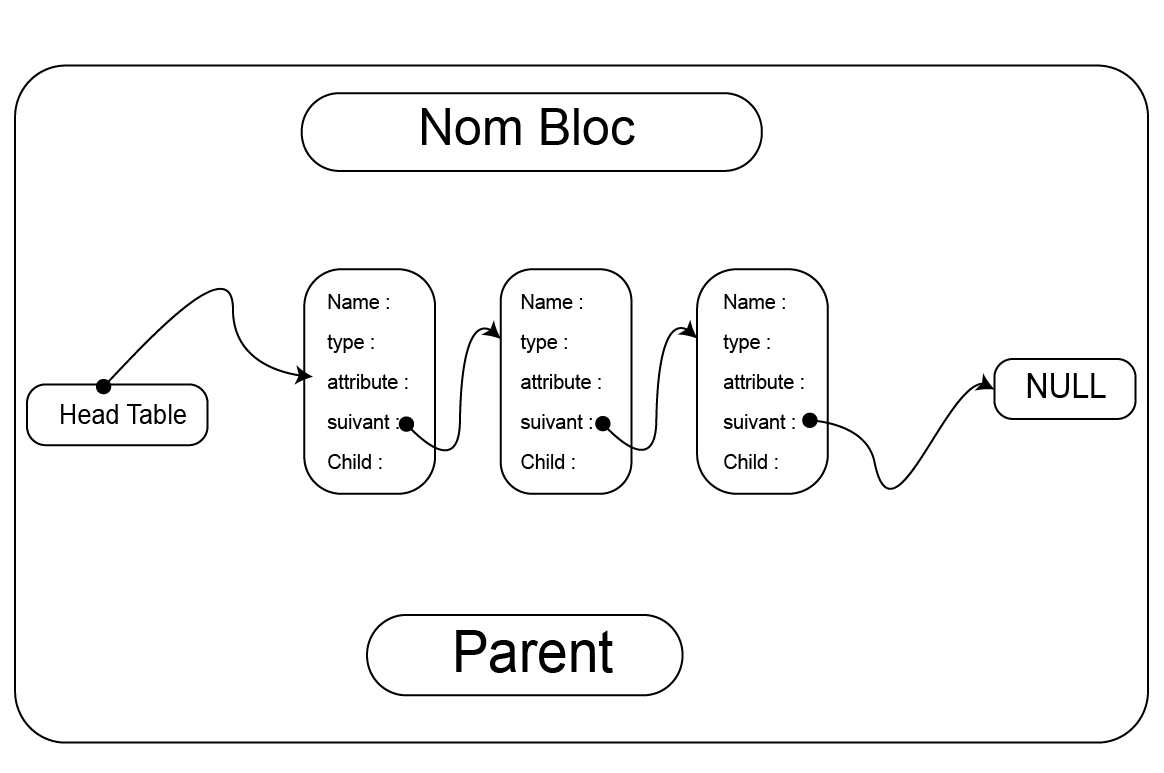 Nom Bloc
Head Table
Name :
type :
attribute :
suivant :
Child :
Name :
type :
attribute :
suivant :
Child :
Name :
type :
attribute :
suivant :
Child :
NULL
Parent